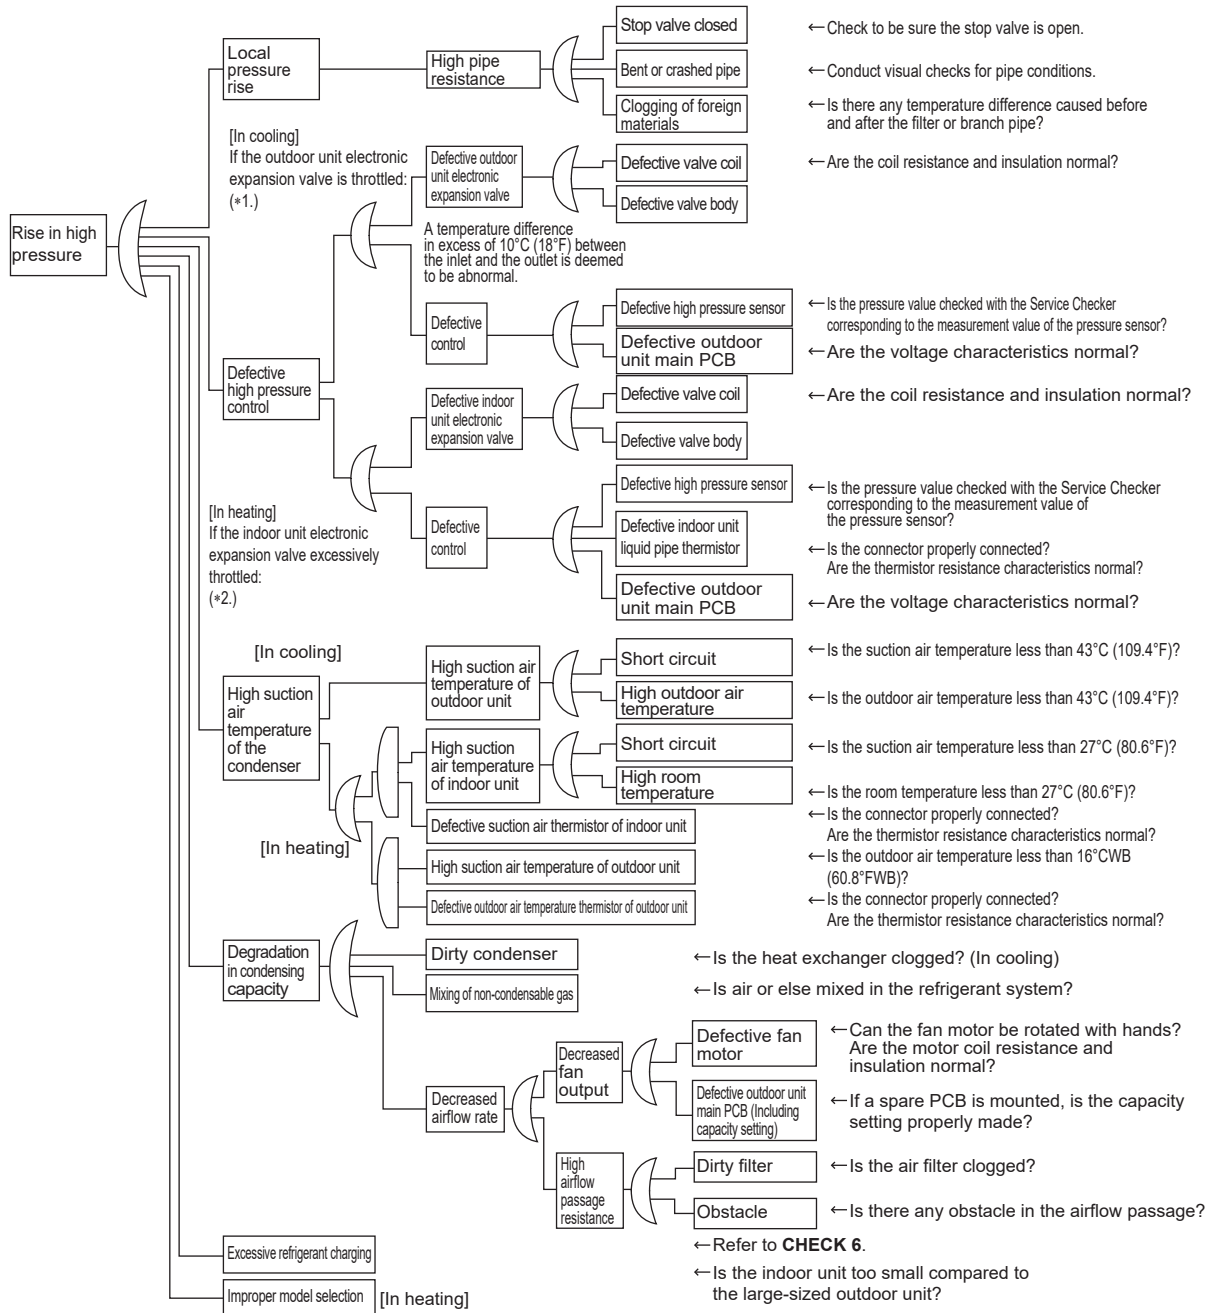 Rise in high
pressure
Local
pressure
rise
High pipe
resistance
Stop valve closed
←Check to be sure the stop valve is open.
Bent or crashed pipe
←Conduct visual checks for pipe conditions.
Clogging of foreign
materials
←Is there any temperature difference caused before
and after the filter or branch pipe?
[In cooling]
If the outdoor unit electronic
expansion valve is throttled:
(∗1.)
Defective outdoor
unit electronic
expansion valve
Defective valve coil
←Are the coil resistance and insulation normal?
Defective valve body
A temperature difference
in excess of 10°C (18°F) between
the inlet and the outlet is deemed
to be abnormal.
Defective
control
Defective high pressure sensor
←Is the pressure value checked with the Service Checker
corresponding to the measurement value of the pressure sensor?
Defective outdoor
unit main PCB
←Are the voltage characteristics normal?
Defective
high pressure
control
Defective indoor
unit electronic
expansion valve
Defective valve coil
←Are the coil resistance and insulation normal?
Defective valve body
[In heating]
If the indoor unit electronic
expansion valve excessively
throttled:
(∗2.)
Defective
control
Defective high pressure sensor
←Is the pressure value checked with the Service Checker
corresponding to the measurement value of
the pressure sensor?
Defective indoor unit
liquid pipe thermistor
←Is the connector properly connected?
Are the thermistor resistance characteristics normal?
Defective outdoor
unit main PCB
←Are the voltage characteristics normal?
[In cooling]
High suction
air
temperature
of the
condenser
High suction air
temperature of
outdoor unit
Short circuit
←Is the suction air temperature less than 43°C (109.4°F)?
High outdoor air
temperature
←Is the outdoor air temperature less than 43°C (109.4°F)?
High suction
air temperature
of indoor unit
Short circuit
←Is the suction air temperature less than 27°C (80.6°F)?
High room
temperature
←Is the room temperature less than 27°C (80.6°F)?
[In heating]
Defective suction air thermistor of indoor unit
←Is the connector properly connected?
Are the thermistor resistance characteristics normal?
High suction air temperature of outdoor unit
←Is the outdoor air temperature less than 16°CWB
(60.8°FWB)?
Defective outdoor air temperature thermistor of outdoor unit
←Is the connector properly connected?
Are the thermistor resistance characteristics normal?
Degradation
in condensing
capacity
Dirty condenser
←Is the heat exchanger clogged? (In cooling)
Mixing of non-condensable gas
←Is air or else mixed in the refrigerant system?
Decreased
airflow rate
Decreased
fan
output
Defective fan
motor
←Can the fan motor be rotated with hands?
Are the motor coil resistance and
insulation normal?
Defective outdoor unit
main PCB (Including
capacity setting)
←If a spare PCB is mounted, is the capacity
setting properly made?
High
airflow
passage
resistance
Dirty filter
←Is the air filter clogged?
Obstacle
←Is there any obstacle in the airflow passage?
Excessive refrigerant charging
←Refer to CHECK 6.
Improper model selection
[In heating]
←Is the indoor unit too small compared to
the large-sized outdoor unit?